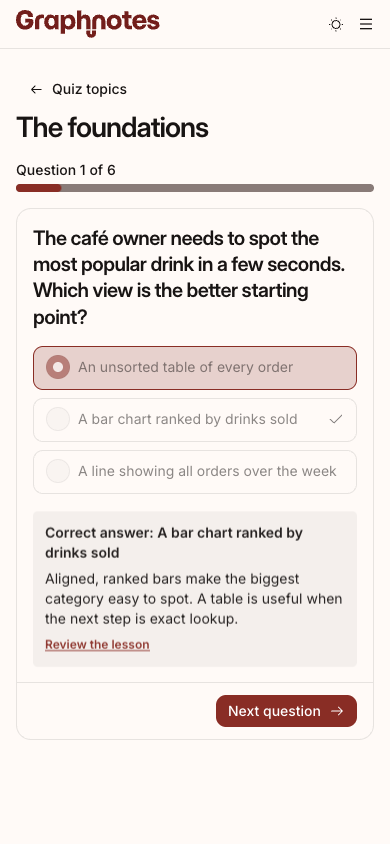 Graphnotes
Quiz topics
The foundations
Question 1 of 6
The café owner needs to spot the
most popular drink in a few seconds.
Which view is the better starting
point?
An unsorted table of every order
A bar chart ranked by drinks sold
A line showing all orders over the week
Correct answer: A bar chart ranked by
drinks sold
Aligned, ranked bars make the biggest
category easy to spot. A table is useful when
the next step is exact lookup.
Review the lesson
Next question